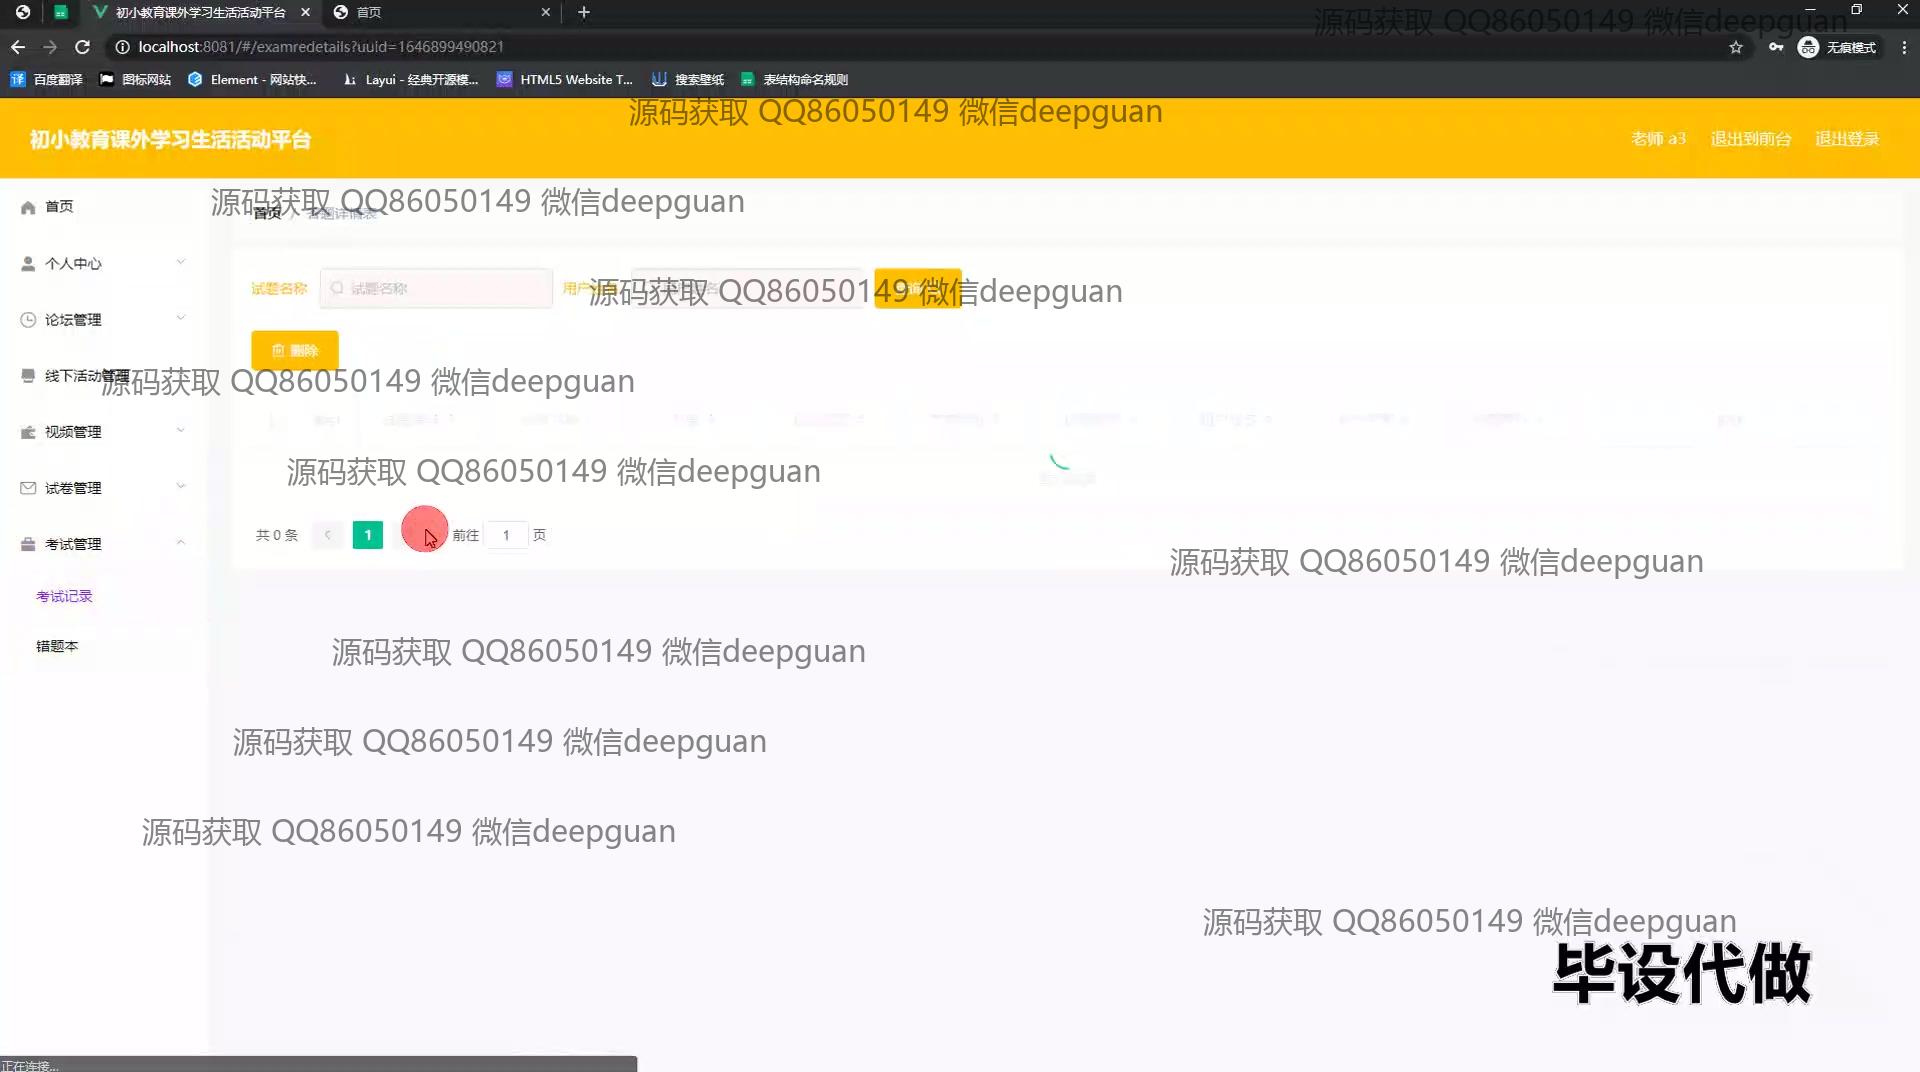 初小教育课外学习生活活动平台
首页
localhost:8081/#/examredetails?uuid=1646899490821
无痕模式
百度翻译
图标网站
Element - 网站快...
Layui - 经典开源模...
HTML5 Website T...
搜索壁纸
表结构命名规则
源码获取 QQ86050149 微信deepguan
源码获取 QQ86050149 微信deepguan
初小教育课外学习生活活动平台
老师 a3
退出到前台
退出登录
源码获取 QQ86050149 微信deepguan
首页
首页 / 答题详情表
个人中心
试题名称
试题名称
源码获取 QQ86050149 微信deepguan
论坛管理
删除
线下活动管理
源码获取 QQ86050149 微信deepguan
视频管理
源码获取 QQ86050149 微信deepguan
试卷管理
共 0 条
1
前往
1
页
考试管理
源码获取 QQ86050149 微信deepguan
考试记录
错题本
源码获取 QQ86050149 微信deepguan
源码获取 QQ86050149 微信deepguan
源码获取 QQ86050149 微信deepguan
源码获取 QQ86050149 微信deepguan
毕设代做
正在连接...